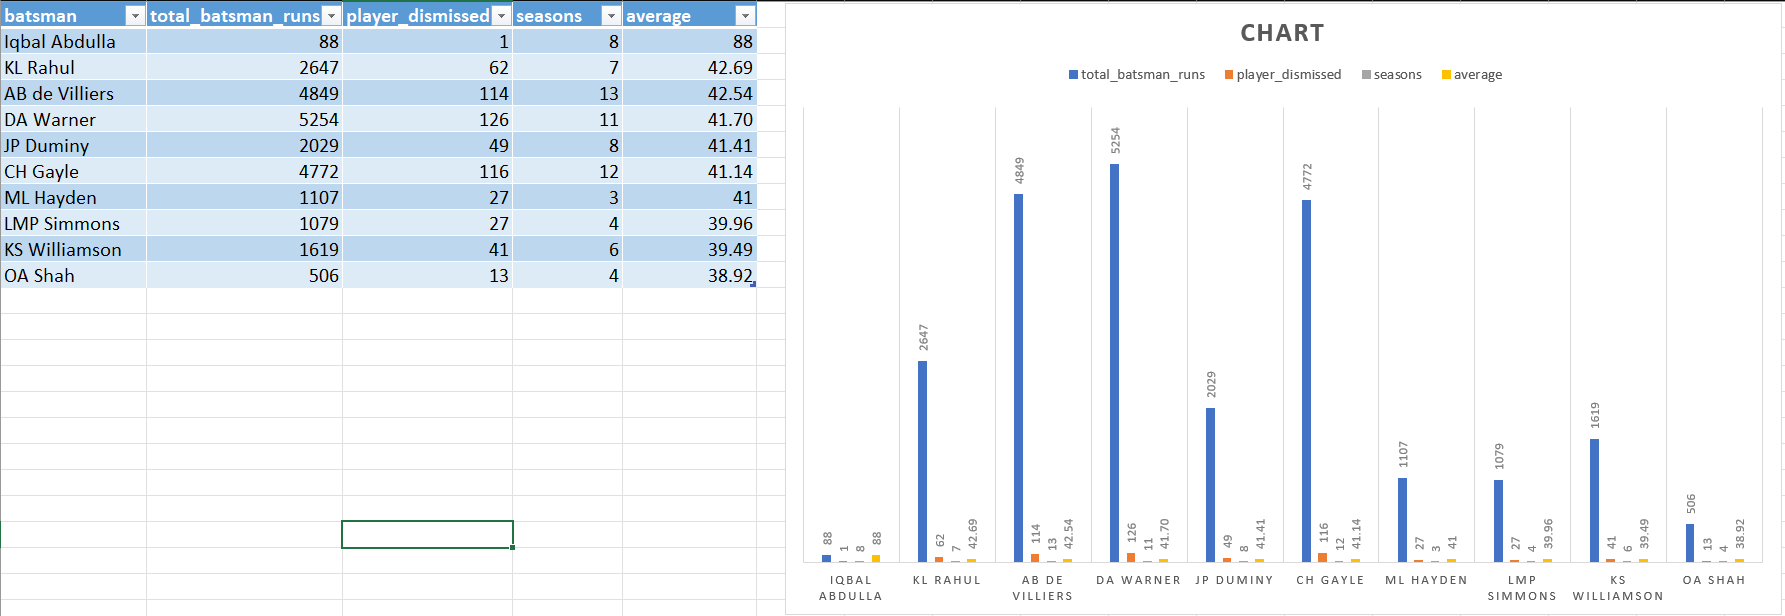 batsman total_batsman_runs player_dismissed seasons average
Iqbal Abdulla 88 1 8 88
KL Rahul 2647 62 7 42.69
AB de Villiers 4849 114 13 42.54
DA Warner 5254 126 11 41.70
JP Duminy 2029 49 8 41.41
CH Gayle 4772 116 12 41.14
ML Hayden 1107 27 3 41
LMP Simmons 1079 27 4 39.96
KS Williamson 1619 41 6 39.49
OA Shah 506 13 4 38.92
CHART
total_batsman_runs player_dismissed seasons average
88 1 8 88
2647 62 7 42.69
4849 114 13 42.54
5254 126 11 41.70
2029 49 8 41.41
4772 116 12 41.14
1107 27 3 41
1079 27 4 39.96
1619 41 6 39.49
506 13 4 38.92
IQBAL ABDULLA
KL RAHUL
AB DE VILLIERS
DA WARNER
JP DUMINY
CH GAYLE
ML HAYDEN
LMP SIMMONS
KS WILLIAMSON
OA SHAH